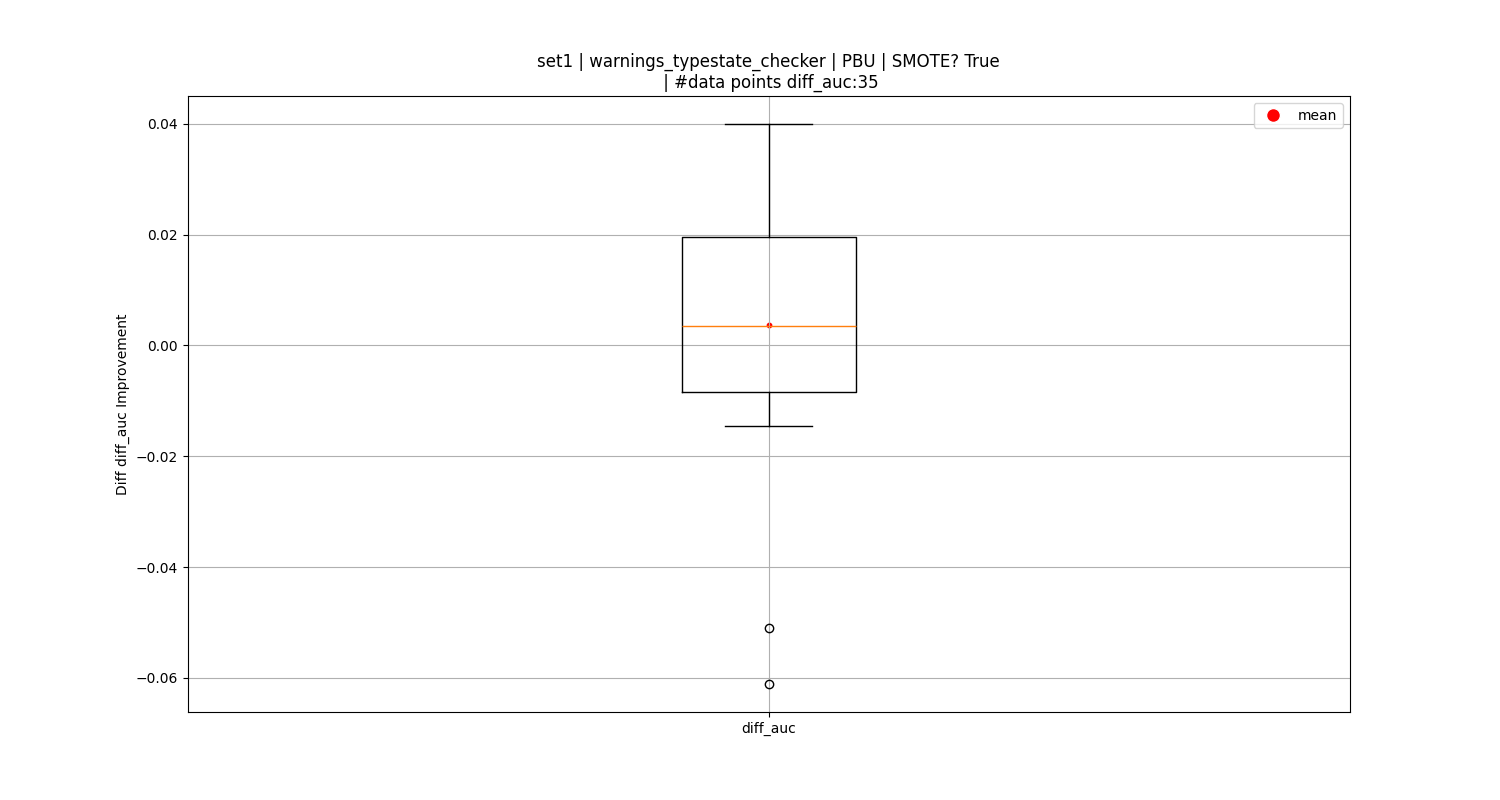 set1 | warnings_typestate_checker | PBU | SMOTE? True
| #data points diff_auc:35
mean
0.04
0.02
0.00
−0.02
−0.04
−0.06
Diff diff_auc Improvement
diff_auc